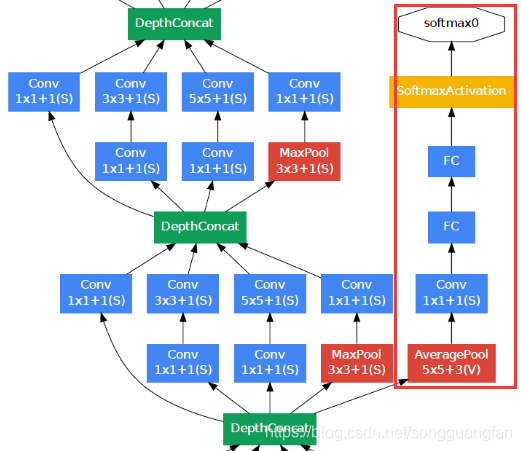 softmax0
DepthConcat
Conv
1x1+1(S)
Conv
3x3+1(S)
Conv
5x5+1(S)
Conv
1x1+1(S)
SoftmaxActivation
Conv
1x1+1(S)
Conv
1x1+1(S)
MaxPool
3x3+1(S)
FC
DepthConcat
FC
Conv
1x1+1(S)
Conv
3x3+1(S)
Conv
5x5+1(S)
Conv
1x1+1(S)
Conv
1x1+1(S)
Conv
1x1+1(S)
Conv
1x1+1(S)
MaxPool
3x3+1(S)
AveragePool
5x5+3(V)
DepthConcat
https://blog.csdn.net/songguangfan